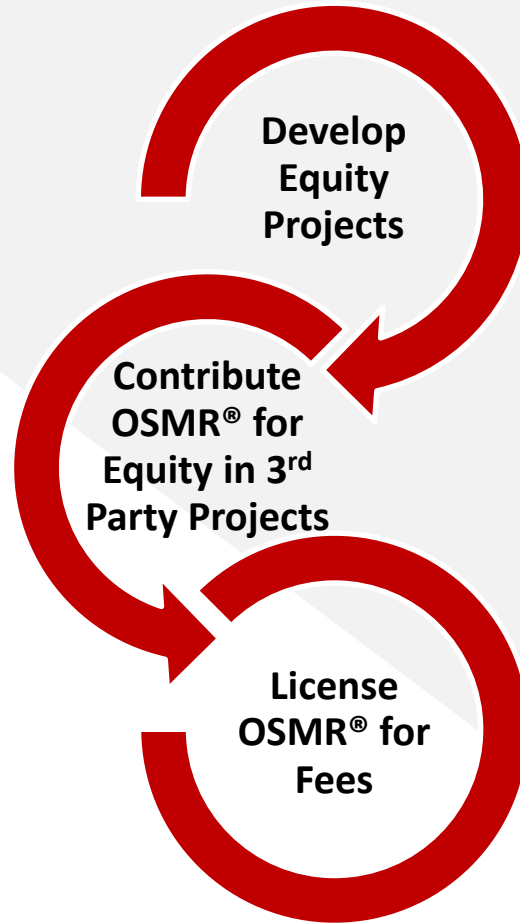 Develop
Equity
Projects
Contribute
OSMR® for
Equity in 3rd
Party Projects
License
OSMR® for
Fees